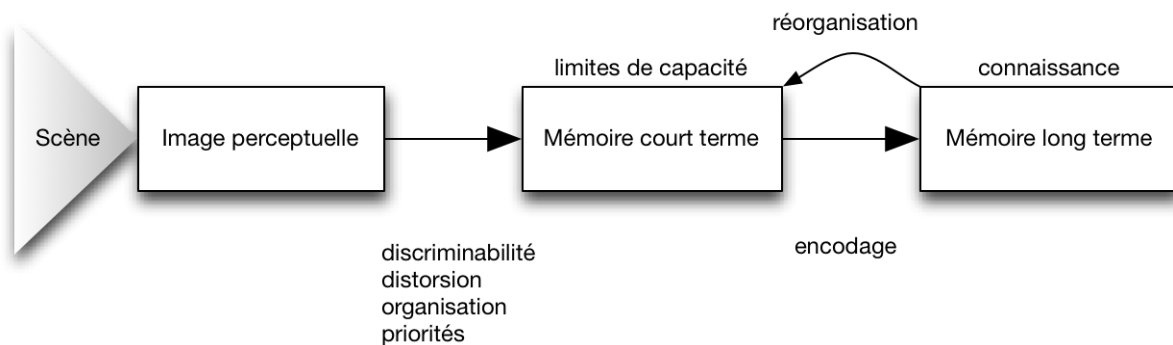 réorganisation
limites de capacité
connaissance
Scène
Image perceptuelle
Mémoire court terme
Mémoire long terme
discriminabilité
distorsion
organisation
priorités
encodage